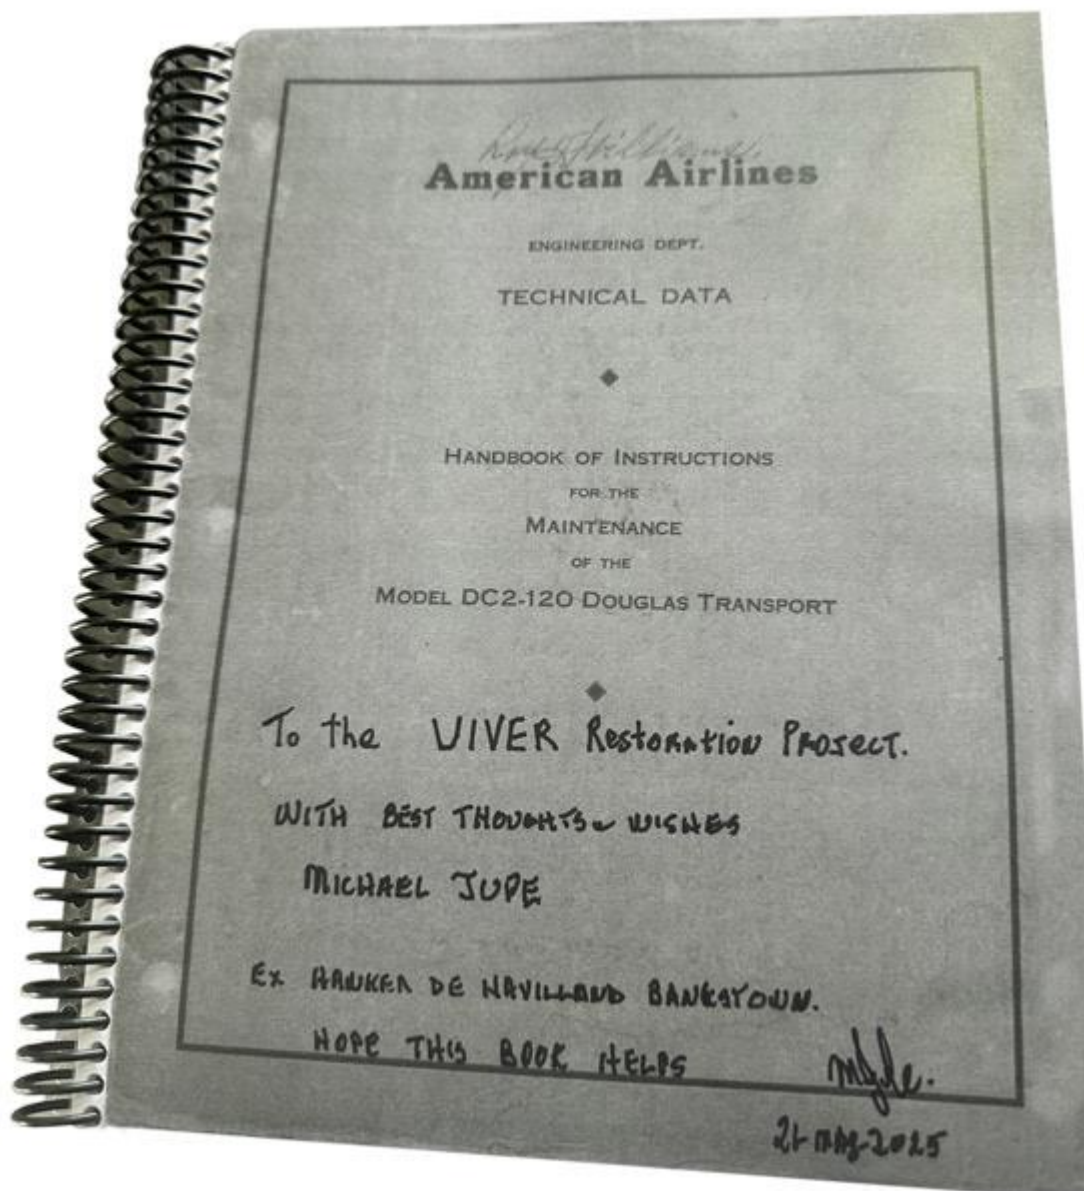 American Airlines
ENGINEERING DEPT.
TECHNICAL DATA
HANDBOOK OF INSTRUCTIONS
FOR THE
MAINTENANCE
OF THE
MODEL DC2-120 DOUGLAS TRANSPORT
To the UIVER Restoration Project.
WITH BEST THOUGHTS & WISHES
MICHAEL JUPE
Ex HAWKER DE HAVILLAND BANKSTOWN.
HOPE THIS BOOK HELPS
2025